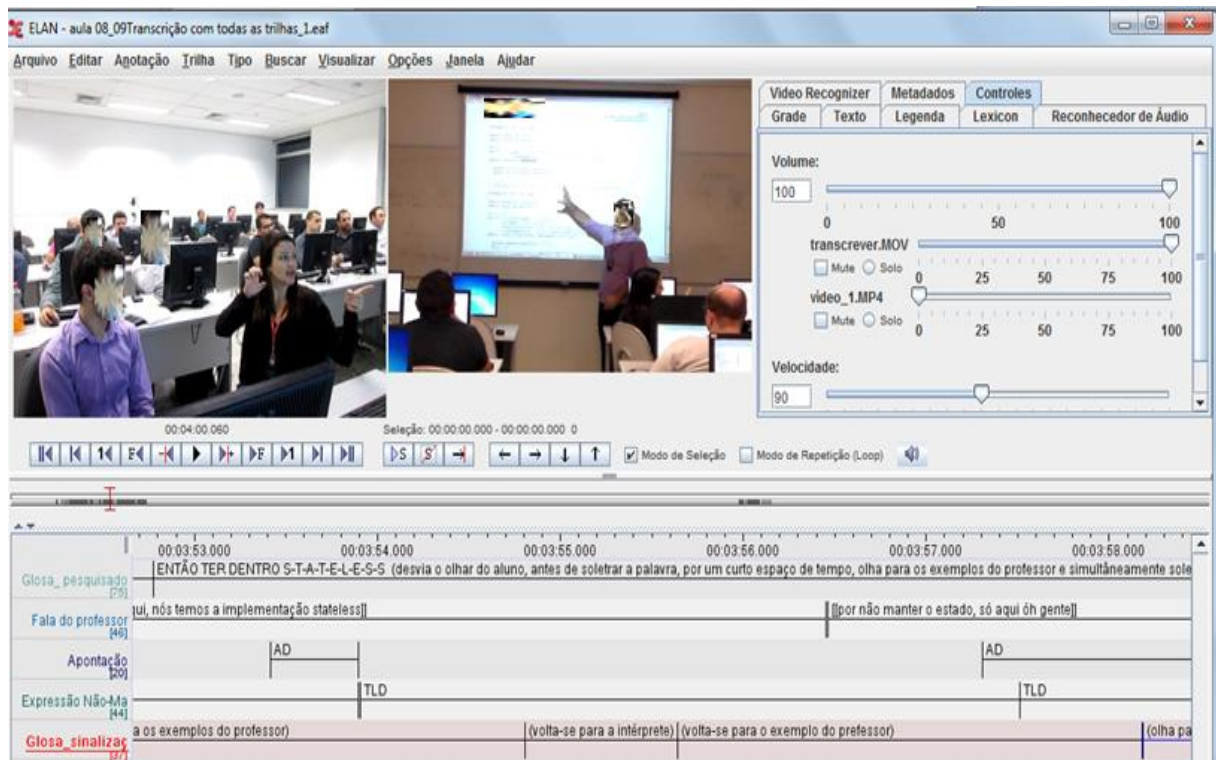 ELAN - aula 08_09Transcrição com todas as trilhas_1.eaf
Arquivo Editar Anotação Trilha Tipo Buscar Visualizar Opções Janela Ajudar
Video Recognizer Metadados Controles
Grade Texto Legenda Lexicon Reconhecedor de Áudio
Volume:
100
0 50 100
transcrever.MOV
Mute Solo 0 25 50 75 100
video_1.MP4
Mute Solo 0 25 50 75 100
Velocidade:
90
00:04:00.060
Seleção: 00:00:00.000 - 00:00:00.000 0
Modo de Seleção Modo de Repetição (Loop)
00:03:53.000 00:03:54.000 00:03:55.000 00:03:56.000 00:03:57.000 00:03:58.000
Glosa_pesquisado
[75]
ENTÃO TER DENTRO S-T-A-T-E-L-E-S-S (desvia o olhar do aluno, antes de soletrar a palavra, por um curto espaço de tempo, olha para os exemplos do professor e simultâneamente sole
Fala do professor
[46]
ui, nós temos a implementação stateless]]
[[por não manter o estado, só aqui óh gente]]
Apontação
[20]
AD AD
Expressão Não-Ma
[44]
TLD TLD
Glosa_sinalizaç
[37]
a os exemplos do professor)
(volta-se para a intérprete) (volta-se para o exemplo do prefessor)
(olha pa